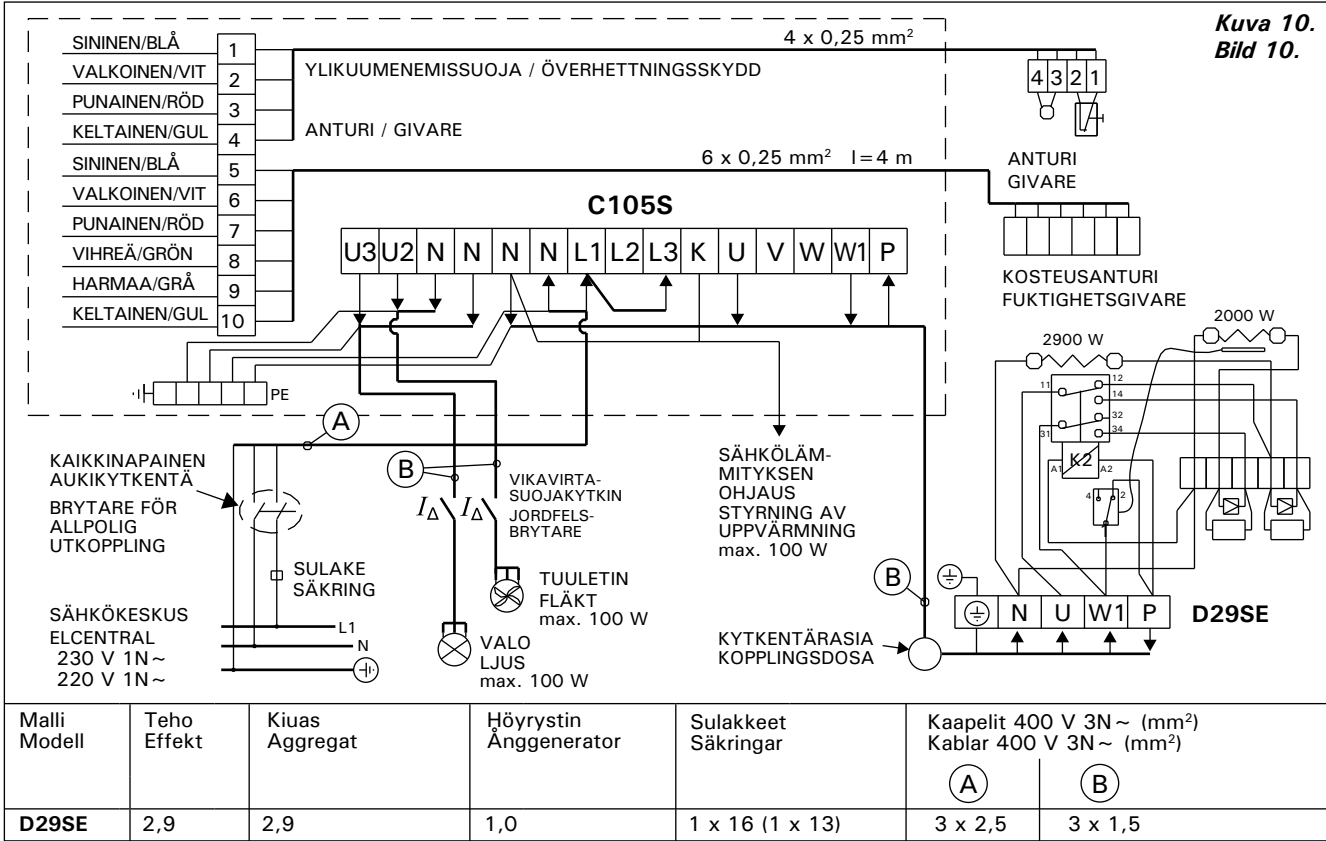 Kuva 10.
Bild 10.
SININEN/BLÅ 1
VALKOINEN/VIT 2
PUNAINEN/RÖD 3
KELTAINEN/GUL 4
SININEN/BLÅ 5
VALKOINEN/VIT 6
PUNAINEN/RÖD 7
VIHREÄ/GRÖN 8
HARMAA/GRÅ 9
KELTAINEN/GUL 10
YLIKUUMENEMISSUOJA / ÖVERHETTNINGSSKYDD
ANTURI / GIVARE
4 x 0,25 mm²
4 3 2 1
ANTURI
GIVARE
6 x 0,25 mm² l=4 m
KOSTEUSANTURI
FUKTIGHETSGIVARE
C105S
U3 U2 N N N N L1 L2 L3 K U V W W1 P
PE
A
KAIKKINAPAINEN
AUKIKYTKENTÄ
BRYTARE FÖR
ALLPOLIG
UTKOPPLING
SULAKE
SÄKRING
SÄHKÖKESKUS
ELCENTRAL
230 V 1N~
220 V 1N~
L1
N
B
I∆ I∆
VIKAVIRTA-
SUOJAKYTKIN
JORDFELS-
BRYTARE
TUULETIN
FLÄKT
max. 100 W
VALO
LJUS
max. 100 W
SÄHKÖLÄM-
MITYKSEN
OHJAUS
STYRNING AV
UPPVÄRMNING
max. 100 W
B
KYTKENTÄRASIA
KOPPLINGSDOSA
2000 W
2900 W
11 12
14
32
31 34
K2
A1 A2
4 2
1
N U W1 P
D29SE
Malli
Modell
Teho
Effekt
Kiuas
Aggregat
Höyrystin
Ånggenerator
Sulakkeet
Säkringar
Kaapelit 400 V 3N~ (mm²)
Kablar 400 V 3N~ (mm²)
A B
D29SE 2,9 2,9 1,0 1 x 16 (1 x 13) 3 x 2,5 3 x 1,5